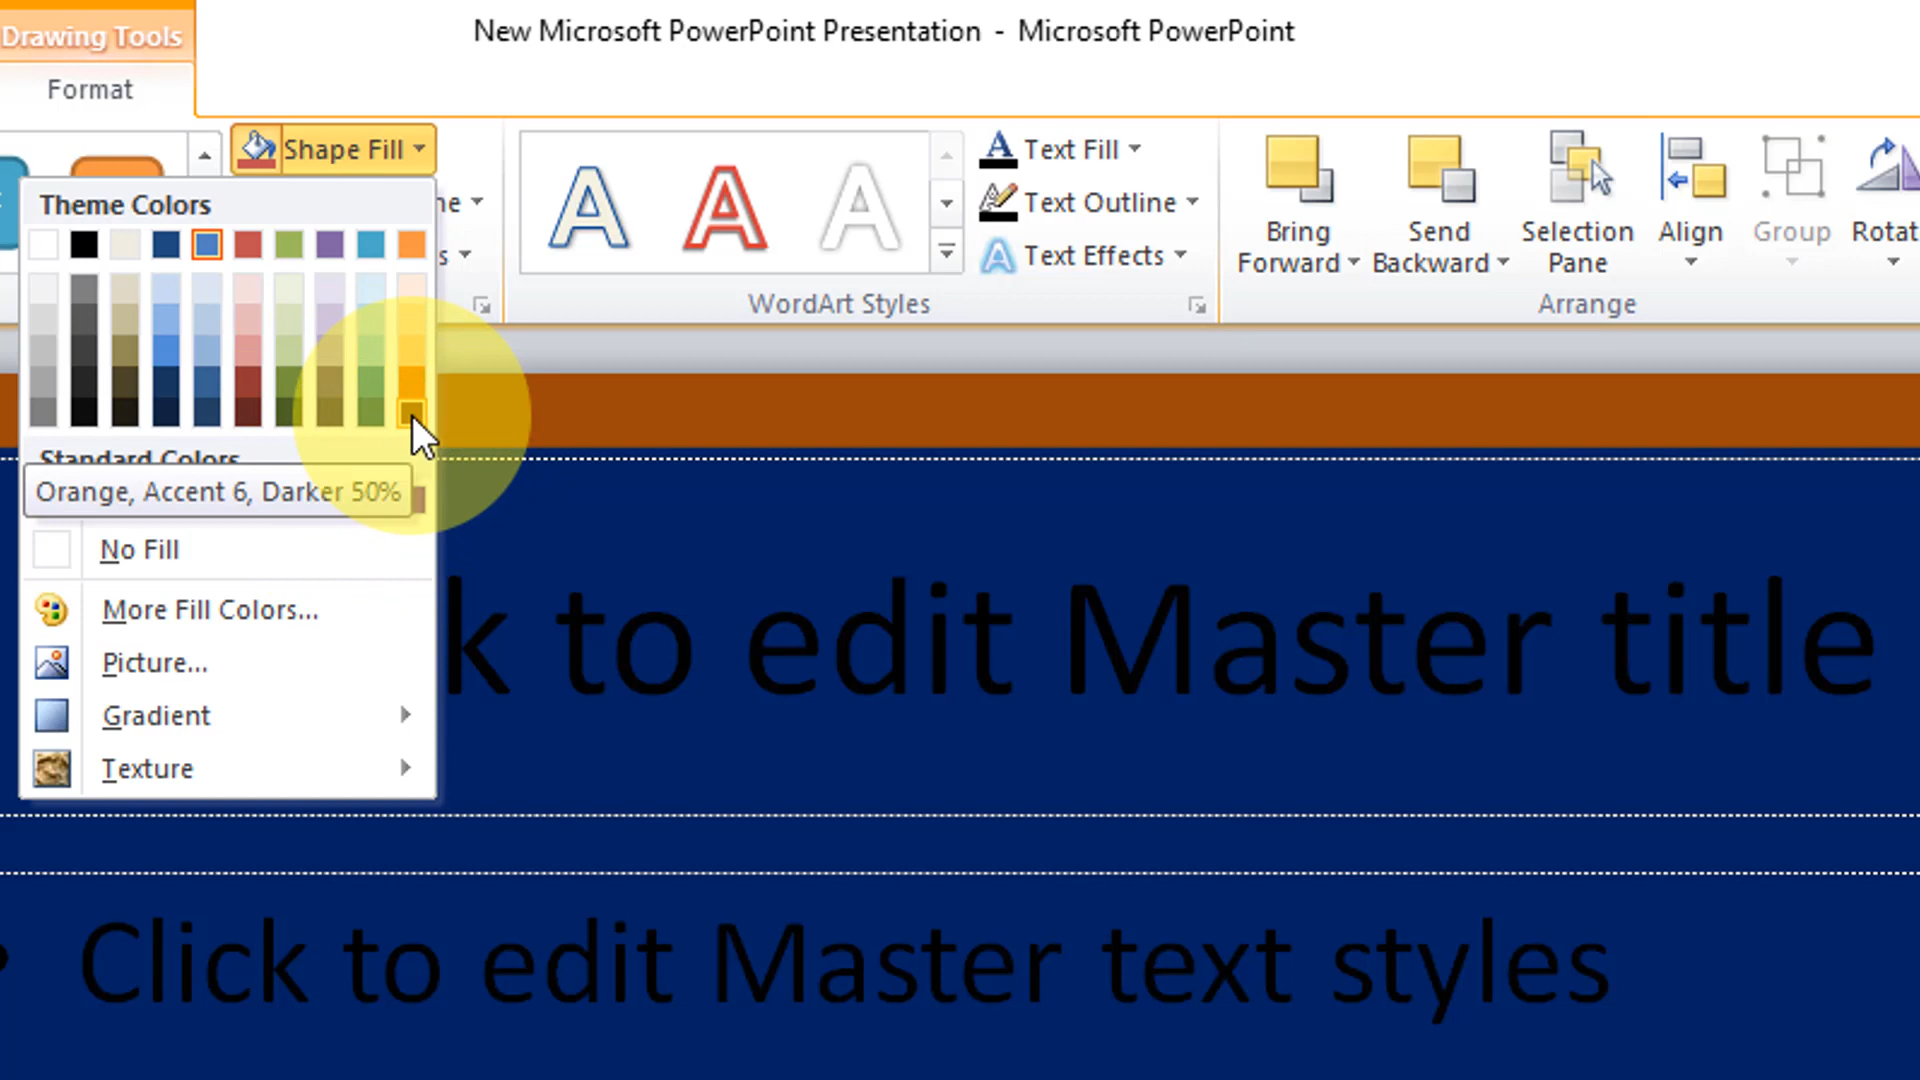 Drawing Tools
New Microsoft PowerPoint Presentation - Microsoft PowerPoint
Format
Shape Fill
Text Fill
Text Outline
Text Effects
ne
s
A A A
WordArt Styles
Bring Forward
Send Backward
Selection Pane
Align
Group
Rotat
Arrange
Theme Colors
Standard Colors
Orange, Accent 6, Darker 50%
No Fill
More Fill Colors...
Picture...
Gradient
Texture
k to edit Master title
• Click to edit Master text styles